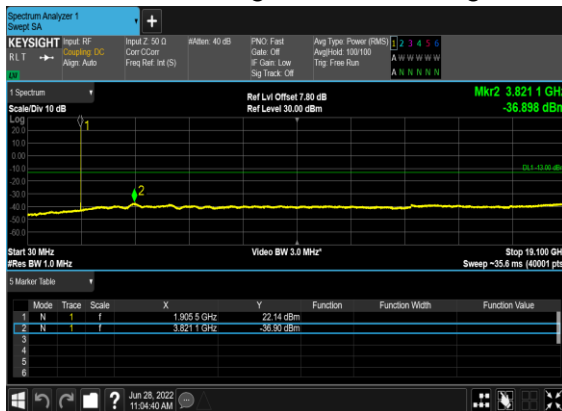 Spectrum Analyzer 1
Swept SA
+
KEYSIGHT Input: RF Input Z: 50 Ω #Atten: 40 dB PNO: Fast Avg Type: Power (RMS) 1 2 3 4 5 6
RLT Coupling: DC Corr CCorr Gate: Off Avg|Hold: 100/100 A W W W W W
Align: Auto Freq Ref: Int (S) IF Gain: Low Trig: Free Run A N N N N N
Sig Track: Off
1 Spectrum Ref Lvl Offset 7.80 dB Mkr2 3.821 1 GHz
Scale/Div 10 dB Ref Level 30.00 dBm -36.898 dBm
Log
1
20.0
10.0
0.00
-10.0 DL1 -13.00 dBm
-20.0
-30.0 2
-40.0
-50.0
-60.0
Start 30 MHz Video BW 3.0 MHz* Stop 19.100 GH
#Res BW 1.0 MHz Sweep ~35.6 ms (40001 pts
5 Marker Table
Mode Trace Scale X Y Function Function Width Function Value
1 N 1 f 1.905 5 GHz 22.14 dBm
2 N 1 f 3.821 1 GHz -36.90 dBm
3
4
5
6
? Jun 28, 2022
11:04:40 AM